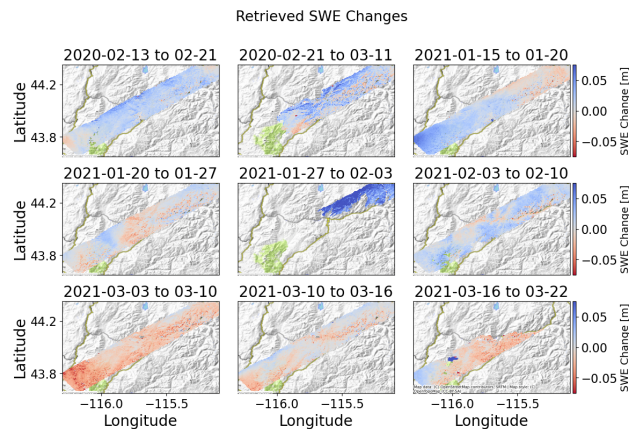 Retrieved SWE Changes
2020-02-13 to 02-21
2020-02-21 to 03-11
2021-01-15 to 01-20
Latitude
44.2
43.8
0.05
0.00
−0.05
SWE Change [m]
2021-01-20 to 01-27
2021-01-27 to 02-03
2021-02-03 to 02-10
Latitude
44.2
43.8
0.05
0.00
−0.05
SWE Change [m]
2021-03-03 to 03-10
2021-03-10 to 03-16
2021-03-16 to 03-22
Latitude
44.2
43.8
0.05
0.00
−0.05
SWE Change [m]
−116.0
−115.5
−116.0
−115.5
−116.0
−115.5
Longitude
Longitude
Longitude